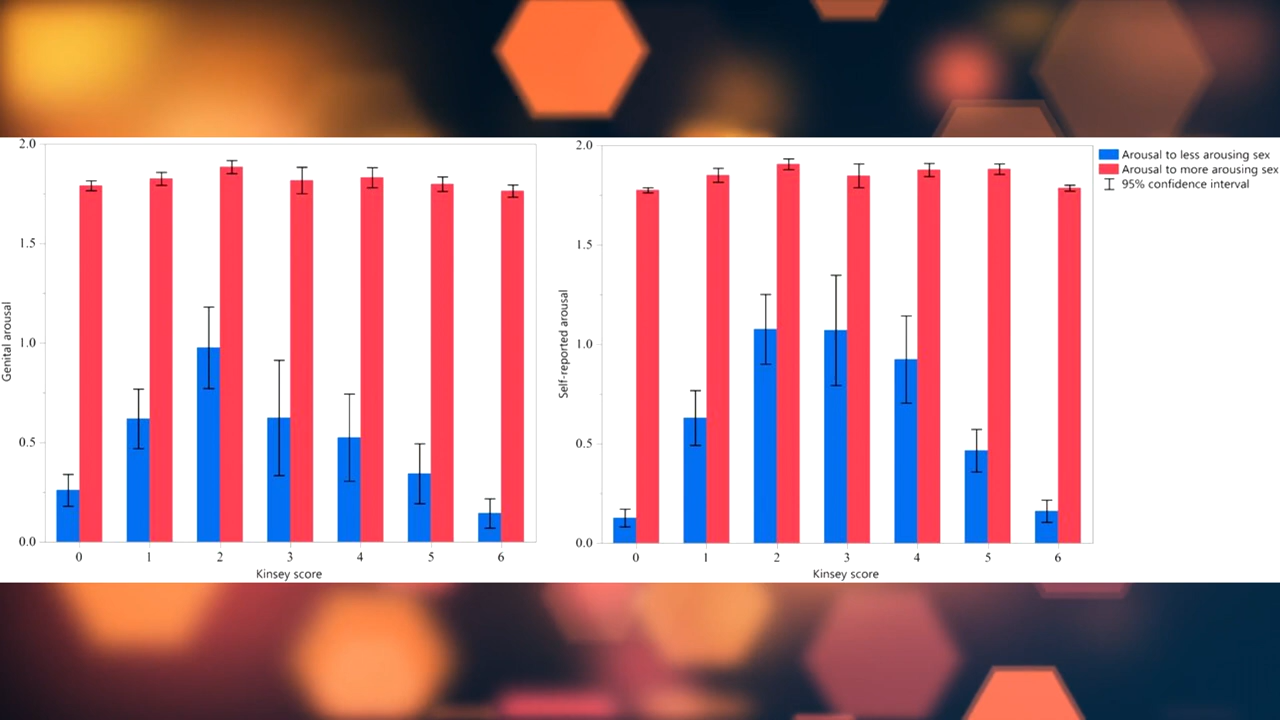 2.0
1.5
1.0
0.5
0.0
Genital arousal
0 1 2 3 4 5 6
Kinsey score
2.0
1.5
1.0
0.5
0.0
Self-reported arousal
0 1 2 3 4 5 6
Kinsey score
Arousal to less arousing sex
Arousal to more arousing sex
95% confidence interval